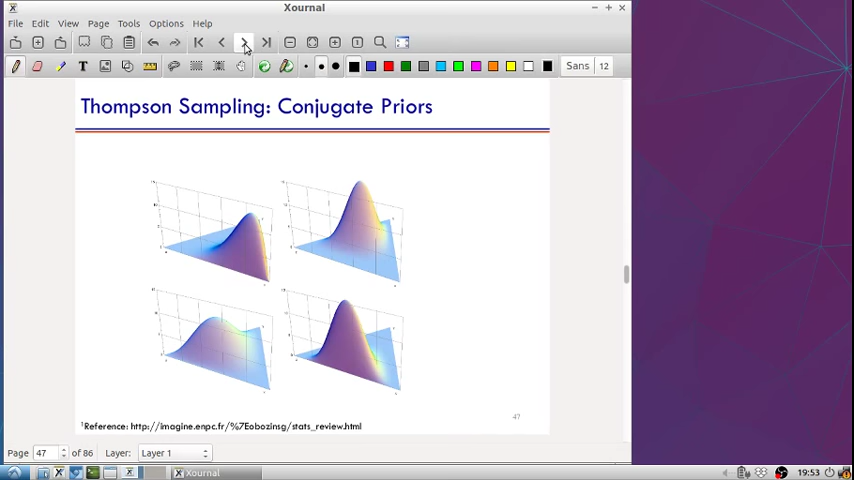 Xournal
File Edit View Page Tools Options Help
Sans 12
Thompson Sampling: Conjugate Priors
47
1Reference: http://imagine.enpc.fr/%7Eobozinsg/stats_review.html
Page 47 of 86 Layer: Layer 1
Xournal
19:53